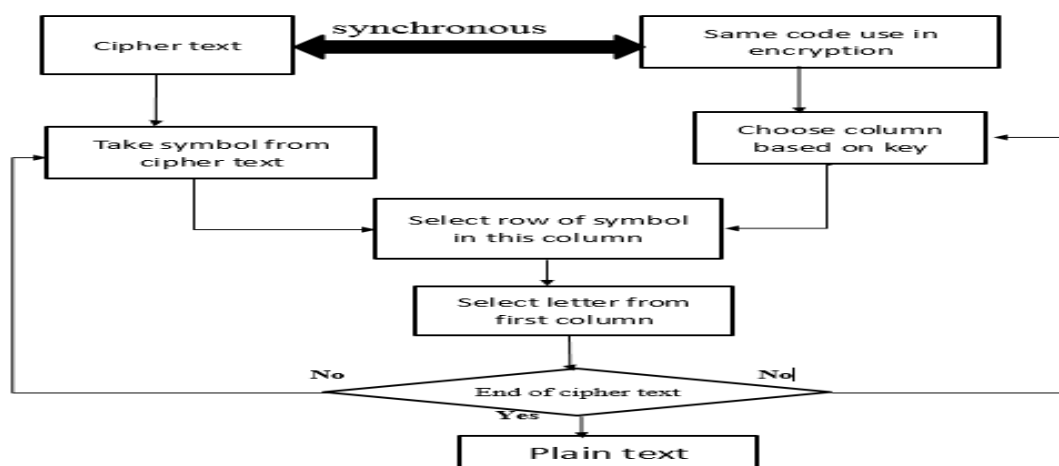 synchronous
Cipher text
Same code use in
encryption
Take symbol from
cipher text
Choose column
based on key
Select row of symbol
in this column
Select letter from
first column
No
No
End of cipher text
Yes
Plain text